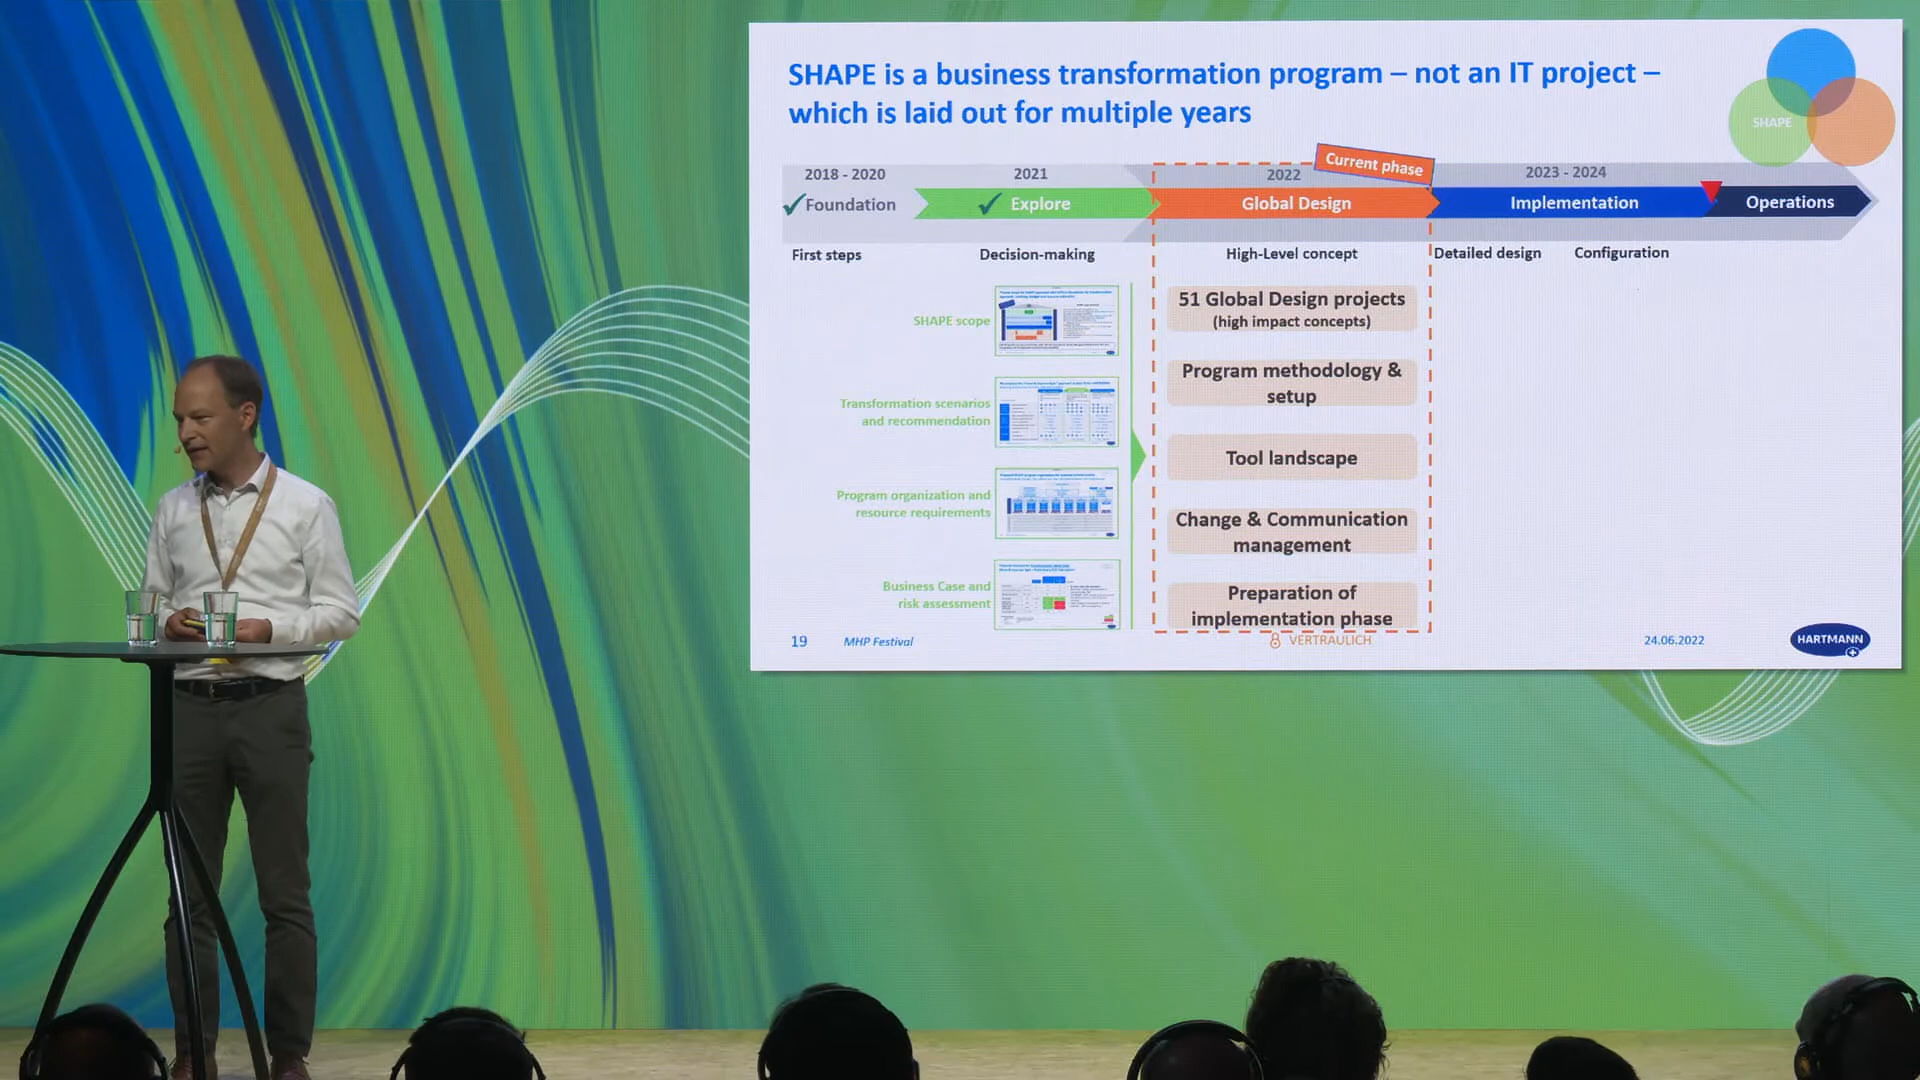 SHAPE is a business transformation program – not an IT project –
which is laid out for multiple years
SHAPE
Current phase
2018 - 2020
2021
2022
2023 - 2024
Foundation
Explore
Global Design
Implementation
Operations
First steps
Decision-making
High-Level concept
Detailed design
Configuration
SHAPE scope
Transformation scenarios
and recommendation
Program organization and
resource requirements
Business Case and
risk assessment
51 Global Design projects
(high impact concepts)
Program methodology &
setup
Tool landscape
Change & Communication
management
Preparation of
implementation phase
19
MHP Festival
VERTRAULICH
24.06.2022
HARTMANN